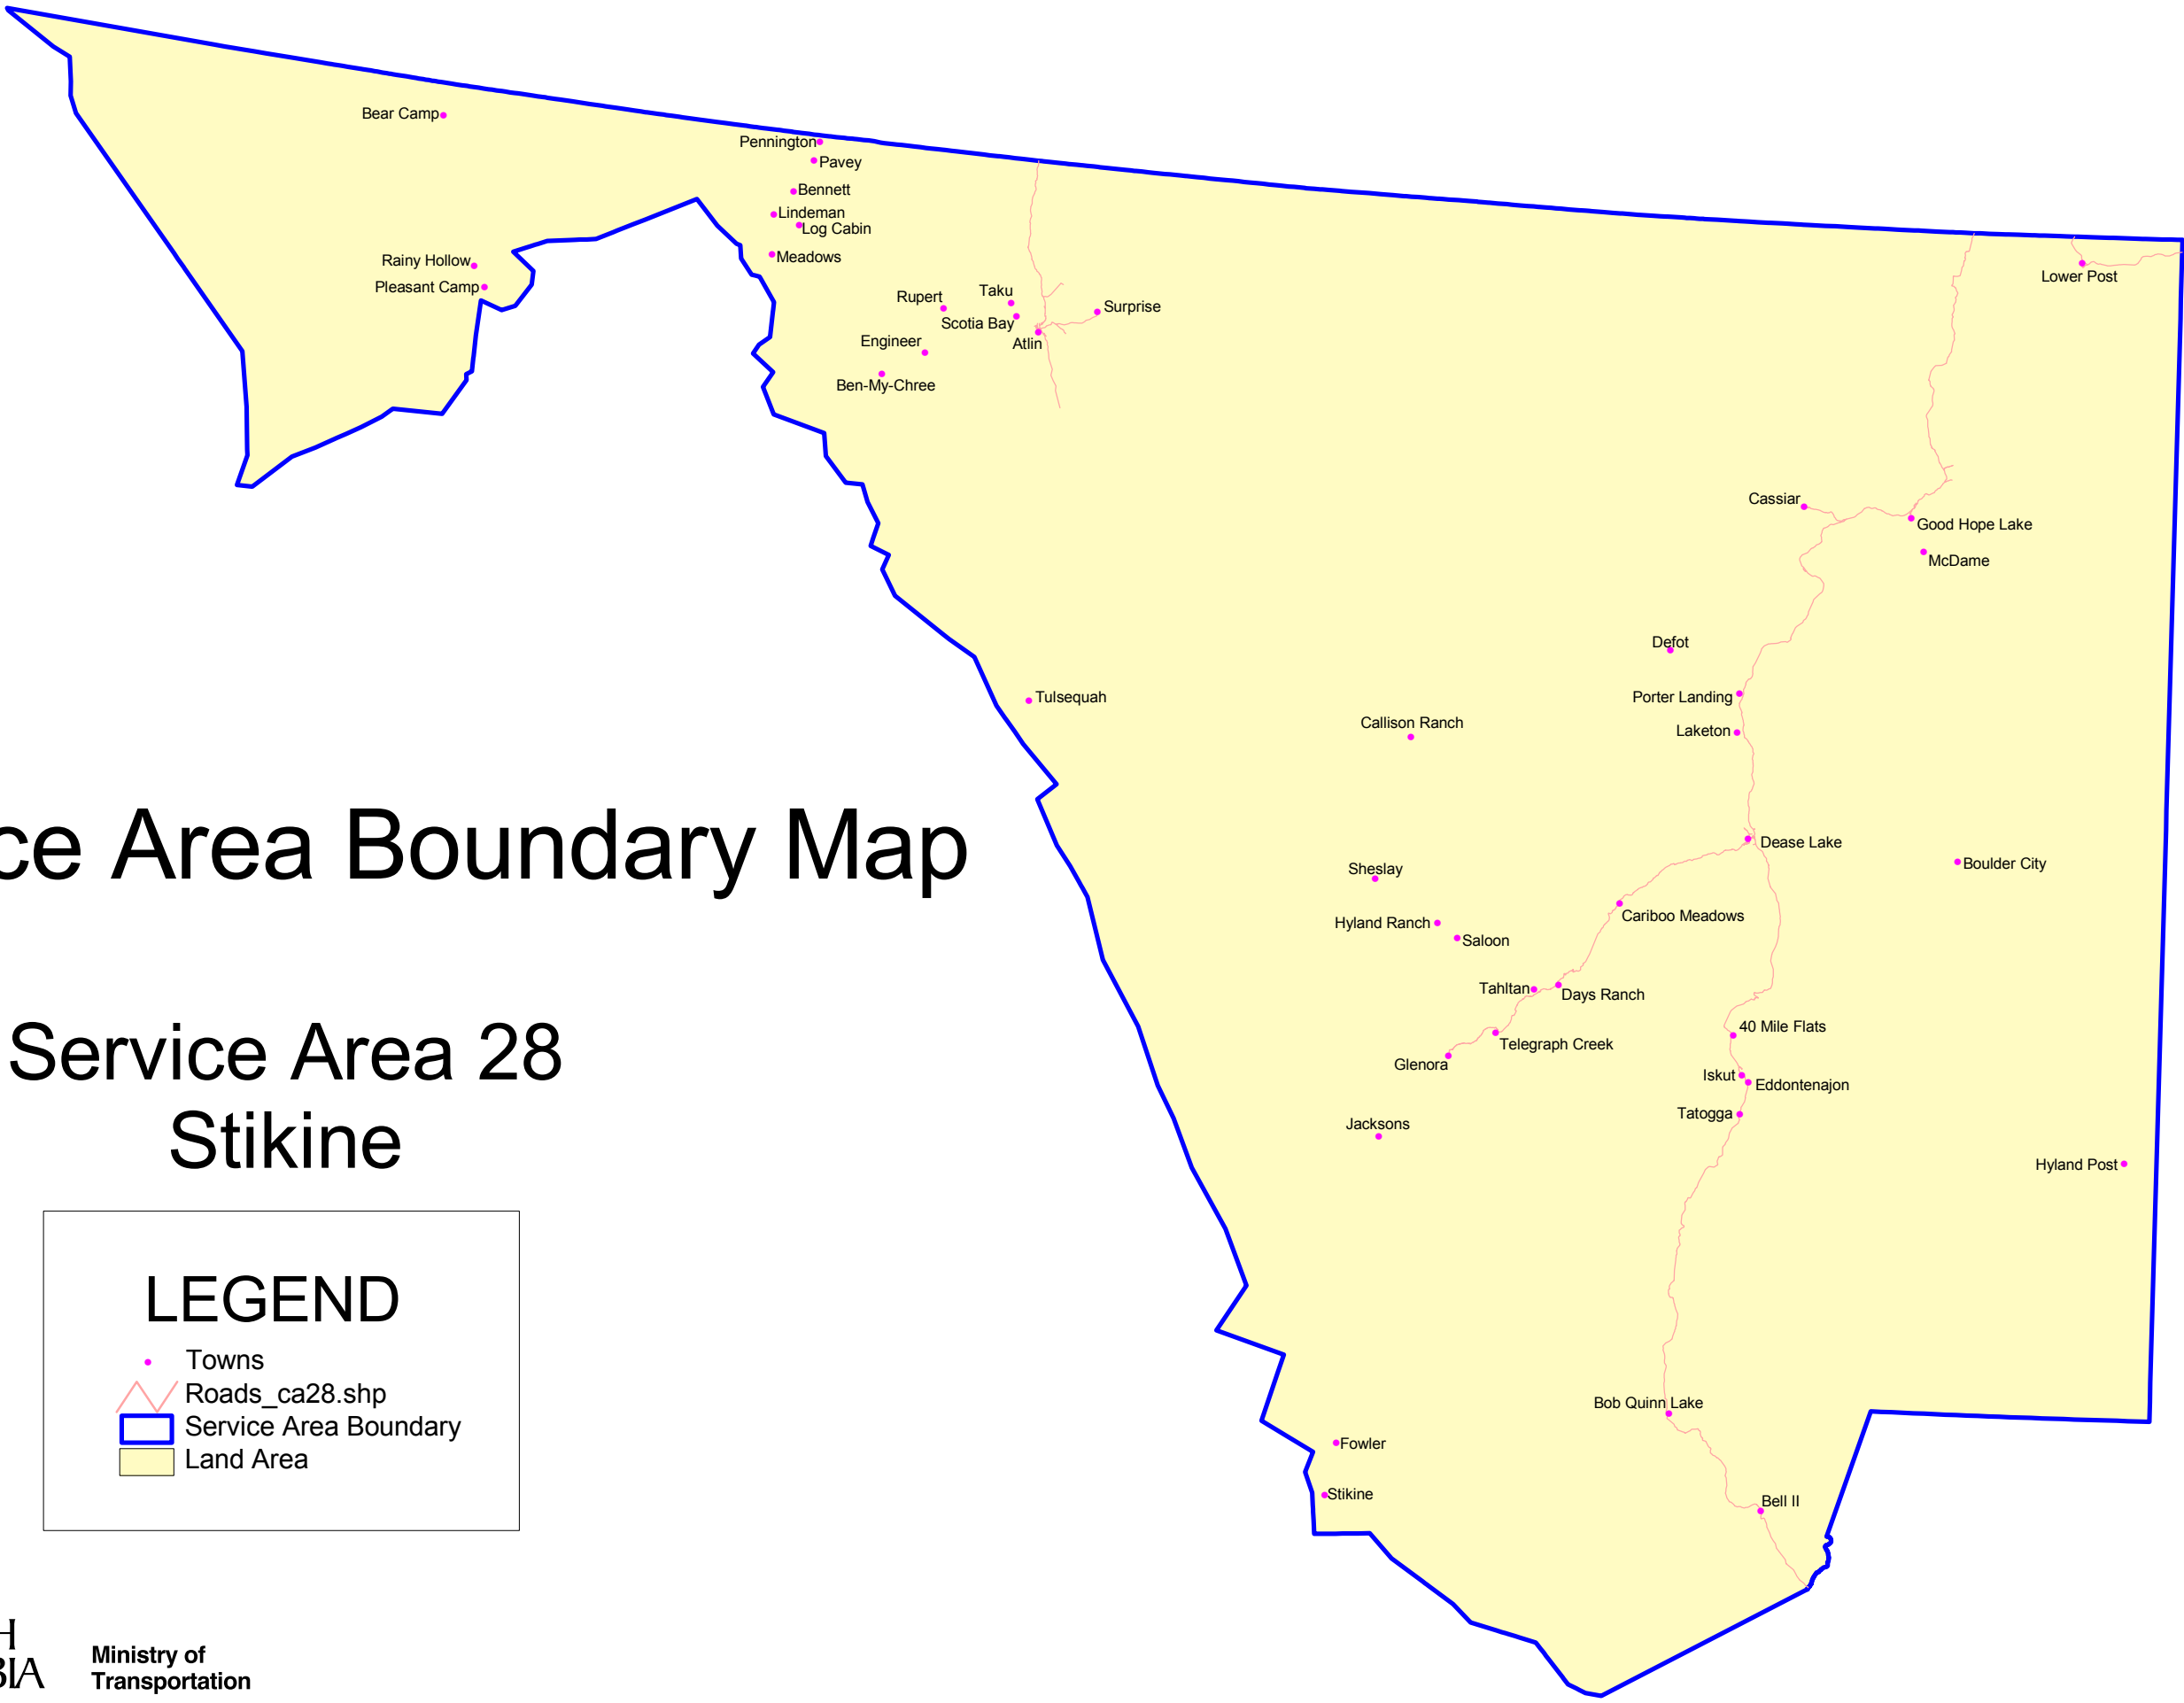 Bear Camp
Pennington
Pavey
Bennett
Lindeman
Log Cabin
Meadows
Rainy Hollow
Pleasant Camp
Rupert
Taku
Scotia Bay
Surprise
Atlin
Engineer
Ben-My-Chree
Lower Post
Cassiar
Good Hope Lake
McDame
Defot
Porter Landing
Laketon
Tulsequah
Callison Ranch
Dease Lake
Boulder City
Sheslay
Cariboo Meadows
Hyland Ranch
Saloon
Tahltan
Days Ranch
Telegraph Creek
Glenora
40 Mile Flats
Iskut
Eddontenajon
Tatogga
Jacksons
Hyland Post
Bob Quinn Lake
Fowler
Stikine
Bell II
ce Area Boundary Map
Service Area 28
Stikine
LEGEND
Towns
Roads_ca28.shp
Service Area Boundary
Land Area
H
BIA
Ministry of
Transportation